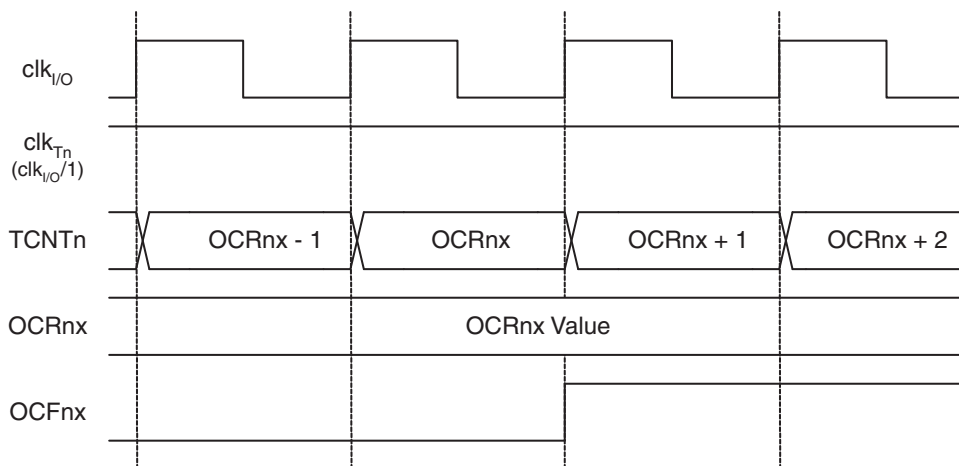 clkI/O
clkTn
(clkI/O/1)
TCNTn OCRnx - 1 OCRnx OCRnx + 1 OCRnx + 2
OCRnx OCRnx Value
OCFnx